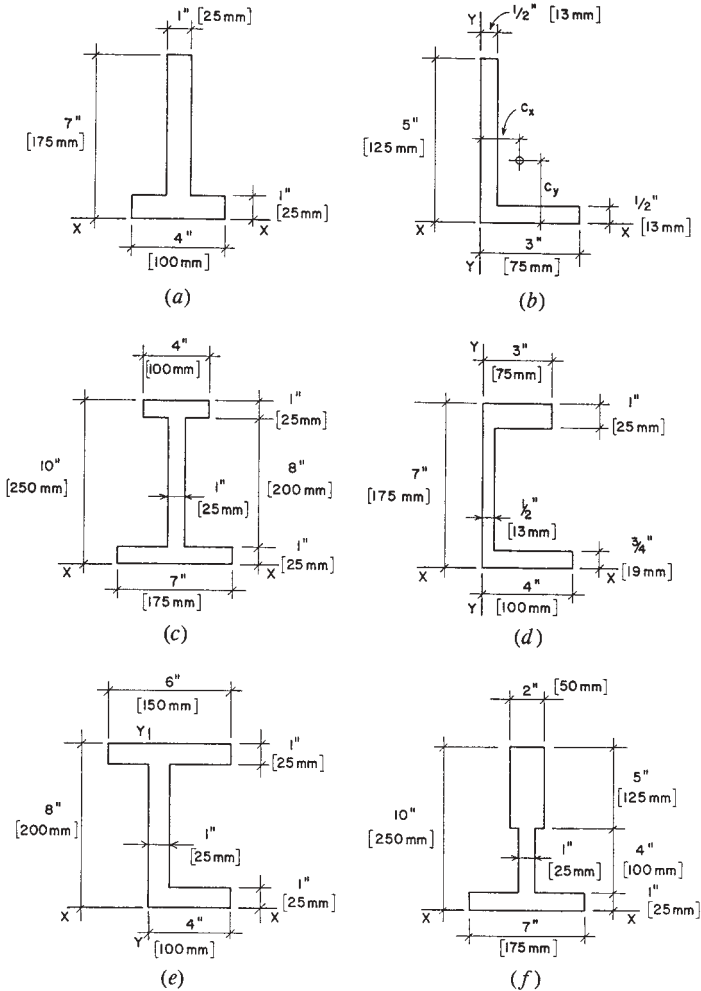 1" [25mm]
7"
[175mm]
1"
[25mm]
X X
4"
[100mm]
(a)
Y 1/2" [13mm]
5"
[125mm]
Cx
Cy
1/2"
[13mm]
X X
3"
[75mm]
Y
(b)
4"
[100mm]
1"
[25mm]
10"
[250mm]
8"
[200mm]
1"
[25mm]
1"
[25mm]
X X
7"
[175mm]
(c)
Y 3"
[75mm]
1"
[25mm]
7"
[175mm]
1/2"
[13mm]
3/4"
[19mm]
X X
4"
[100mm]
Y
(d)
6"
[150mm]
Y
1"
[25mm]
8"
[200mm]
1"
[25mm]
1"
[25mm]
X X
4"
[100mm]
Y
(e)
2" [50mm]
5"
[125mm]
10"
[250mm]
1"
[25mm]
4"
[100mm]
1"
[25mm]
X X
7"
[175mm]
(f)